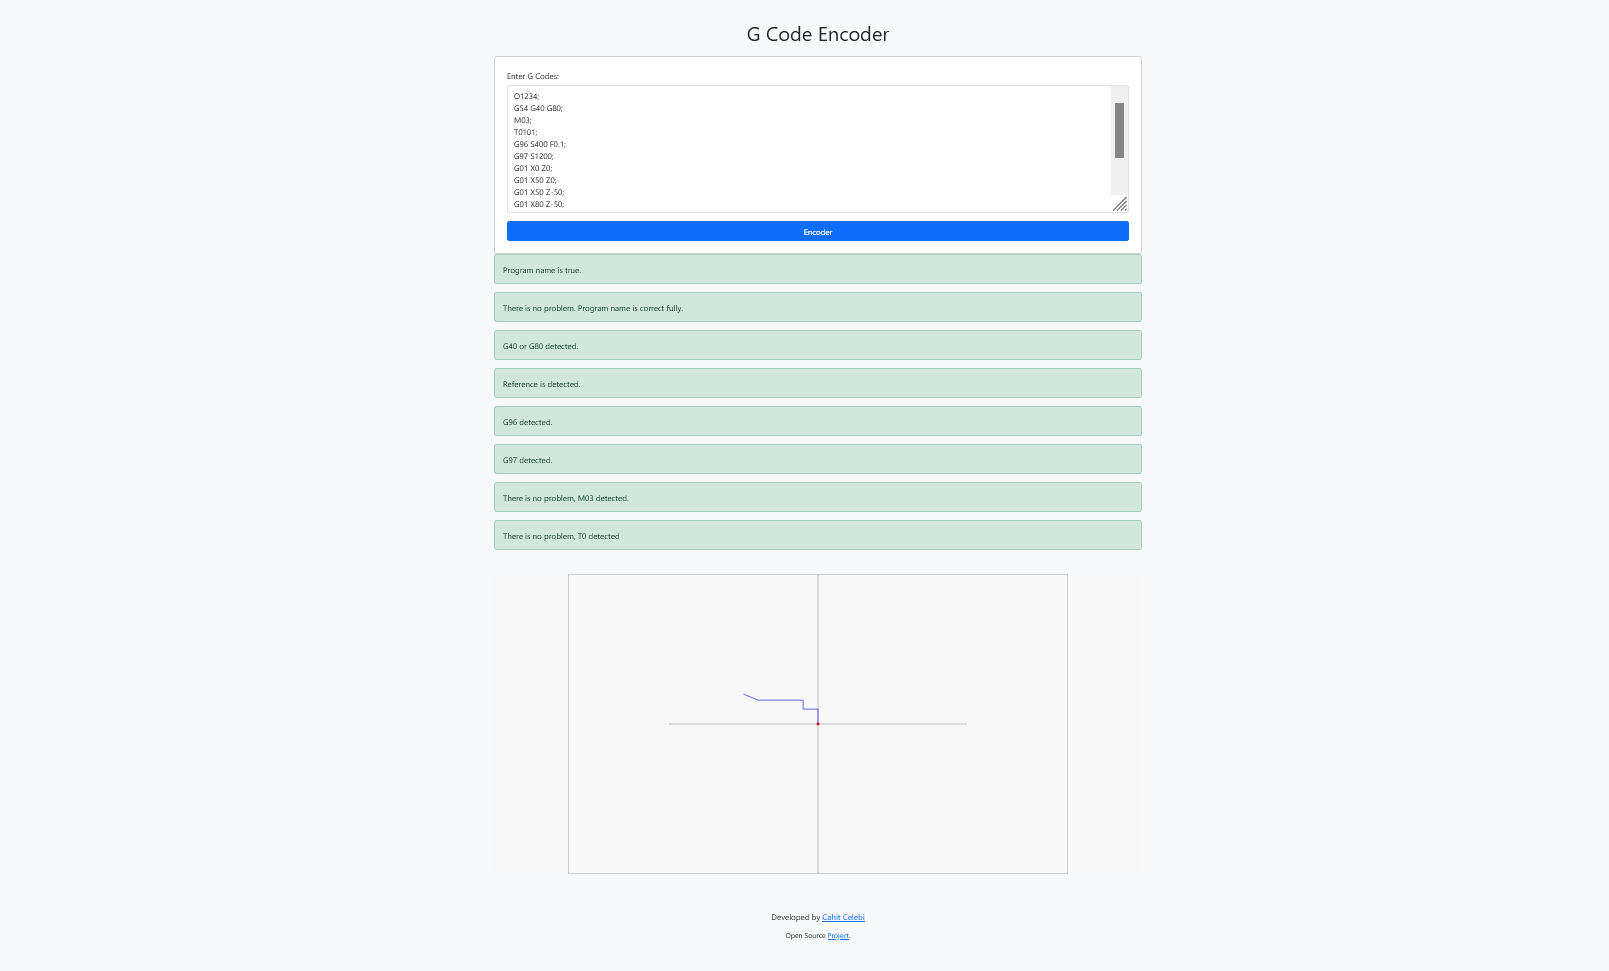 G Code Encoder
Enter G Codes:
O1234;
G54 G40 G80;
M03;
T0101;
G96 S400 F0.1;
G97 S1200;
G01 X0 Z0;
G01 X50 Z0;
G01 X50 Z-50;
G01 X80 Z-50;
Encoder
Program name is true.
There is no problem. Program name is correct fully.
G40 or G80 detected.
Reference is detected.
G96 detected.
G97 detected.
There is no problem, M03 detected.
There is no problem, T0 detected
Developed by Cahit Celebi
Open Source Project.